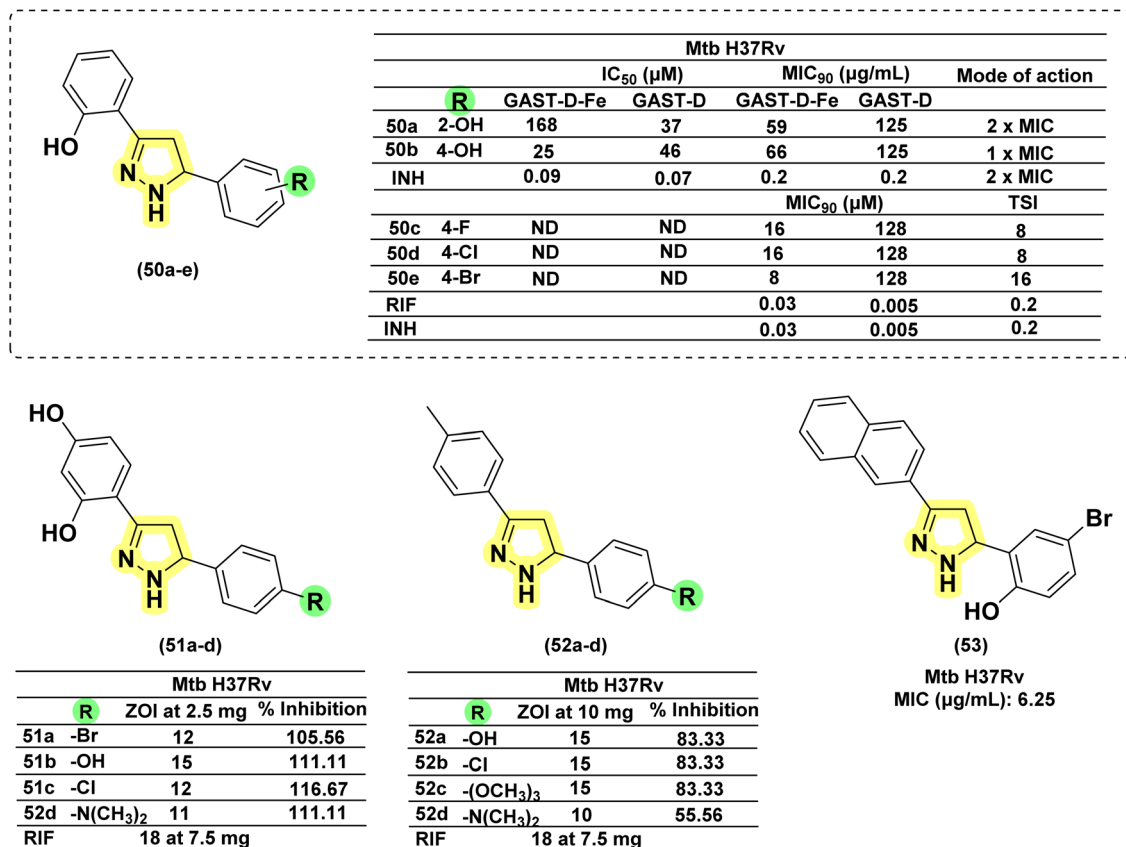 Mtb H37Rv
IC50 (µM) MIC90 (µg/mL) Mode of action
R GAST-D-Fe GAST-D GAST-D-Fe GAST-D
50a 2-OH 168 37 59 125 2 x MIC
50b 4-OH 25 46 66 125 1 x MIC
INH 0.09 0.07 0.2 0.2 2 x MIC
MIC90 (µM) TSI
50c 4-F ND ND 16 128 8
50d 4-Cl ND ND 16 128 8
50e 4-Br ND ND 8 128 16
RIF 0.03 0.005 0.2
INH 0.03 0.005 0.2
HO
N
N
H
R
(50a-e)
HO
HO
N
N
H
R
(51a-d)
Mtb H37Rv
R ZOI at 2.5 mg % Inhibition
51a -Br 12 105.56
51b -OH 15 111.11
51c -Cl 12 116.67
52d -N(CH3)2 11 111.11
RIF 18 at 7.5 mg
N
N
H
R
(52a-d)
Mtb H37Rv
R ZOI at 10 mg % Inhibition
52a -OH 15 83.33
52b -Cl 15 83.33
52c -(OCH3)3 15 83.33
52d -N(CH3)2 10 55.56
RIF 18 at 7.5 mg
N
N
H
Br
HO
(53)
Mtb H37Rv
MIC (µg/mL): 6.25